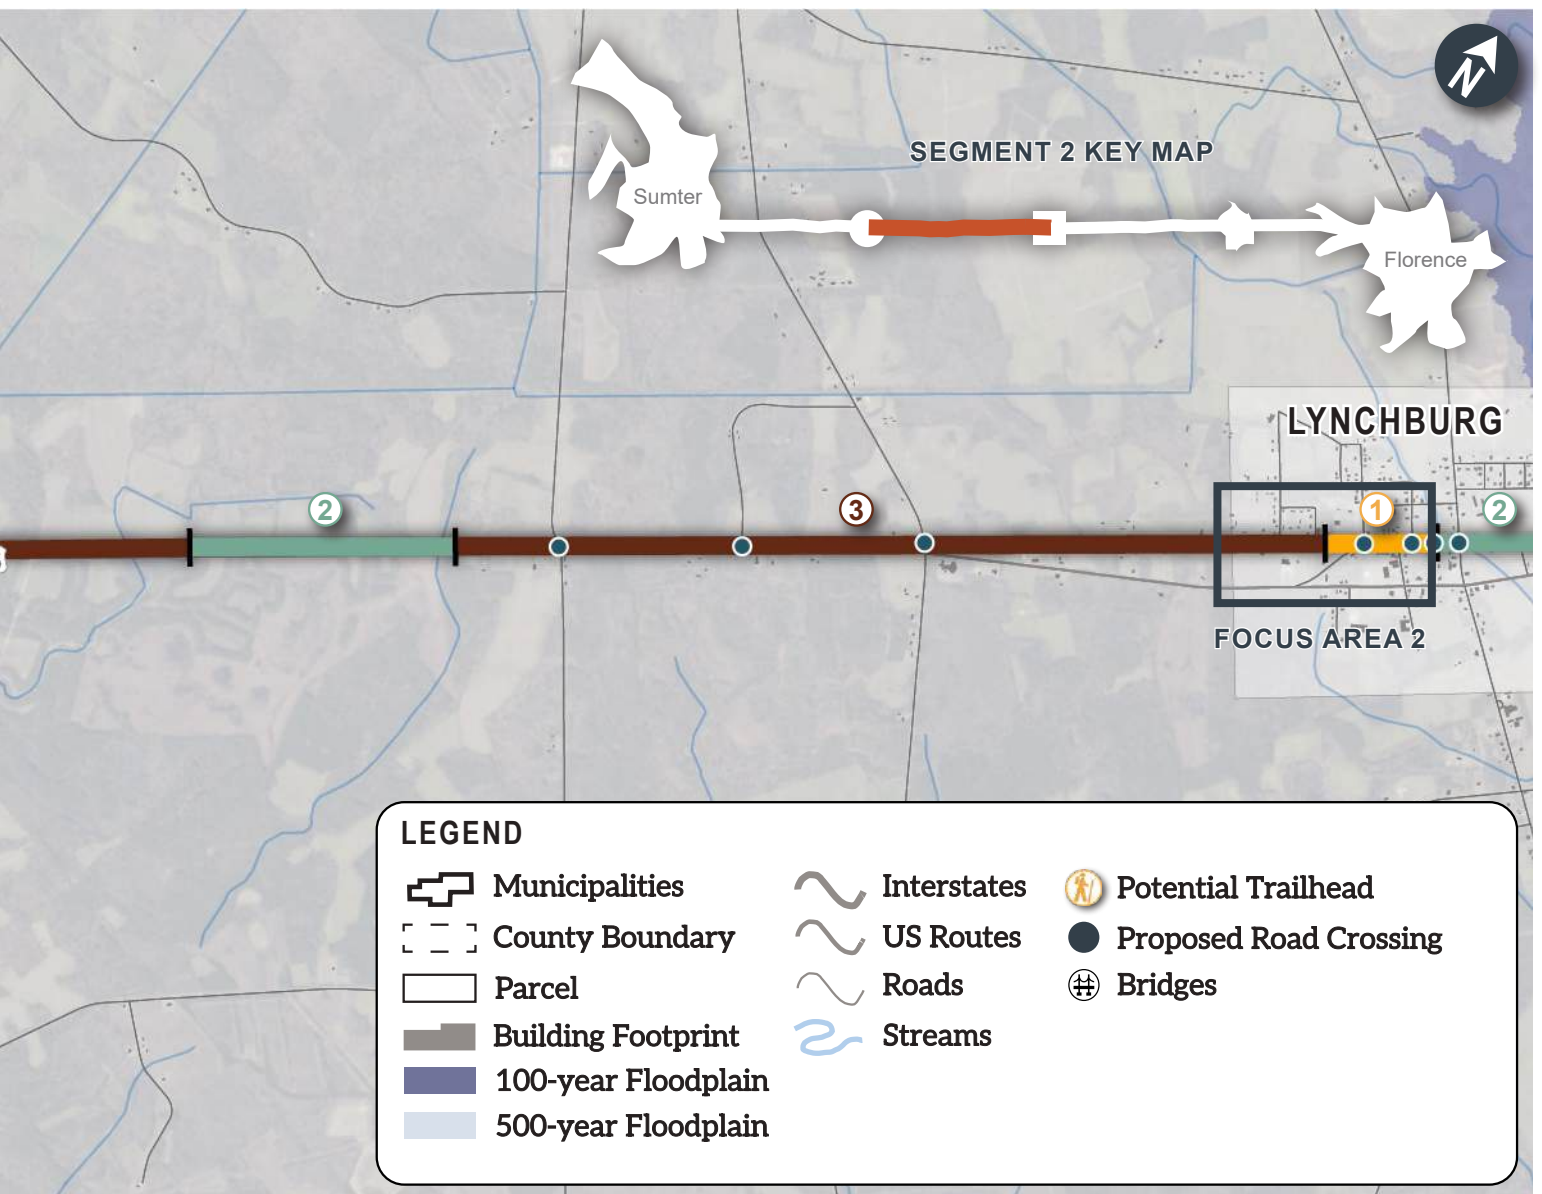 N
SEGMENT 2 KEY MAP
Sumter
Florence
LYNCHBURG
2
3
1
2
FOCUS AREA 2
LEGEND
Municipalities
County Boundary
Parcel
Building Footprint
100-year Floodplain
500-year Floodplain
Interstates
US Routes
Roads
Streams
Potential Trailhead
Proposed Road Crossing
Bridges